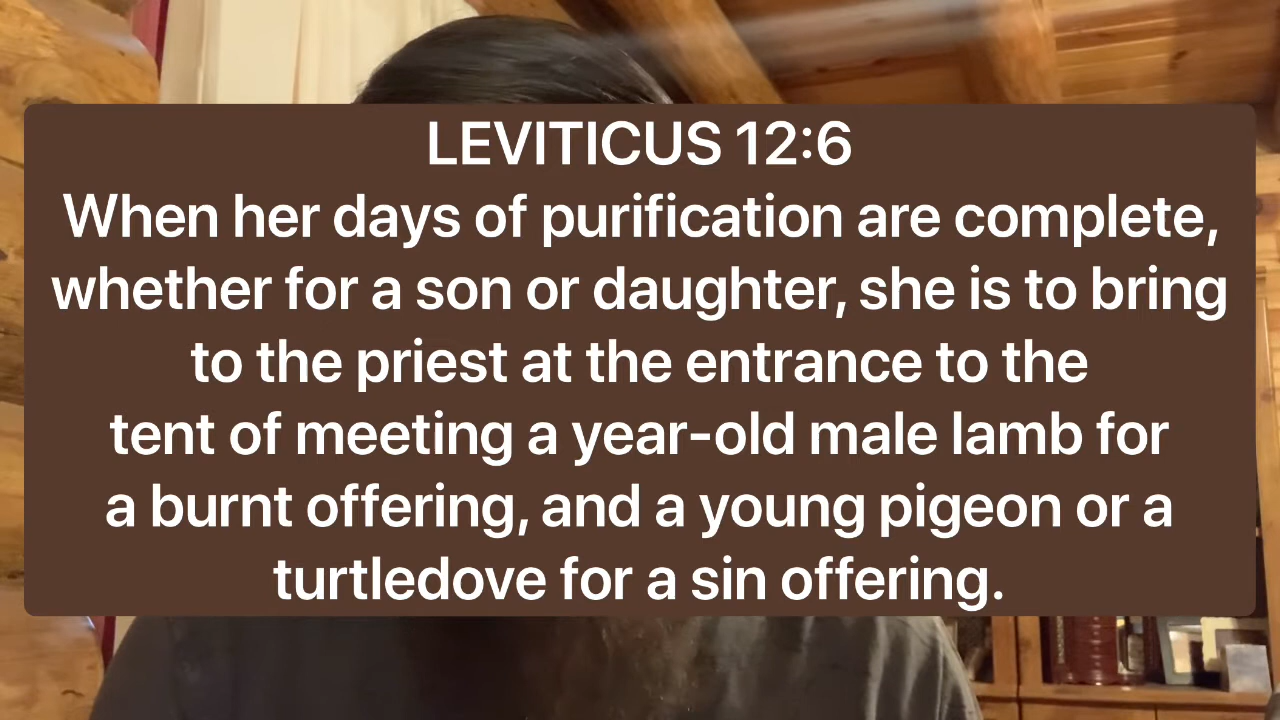 LEVITICUS 12:6
When her days of purification are complete,
whether for a son or daughter, she is to bring
to the priest at the entrance to the
tent of meeting a year-old male lamb for
a burnt offering, and a young pigeon or a
turtledove for a sin offering.